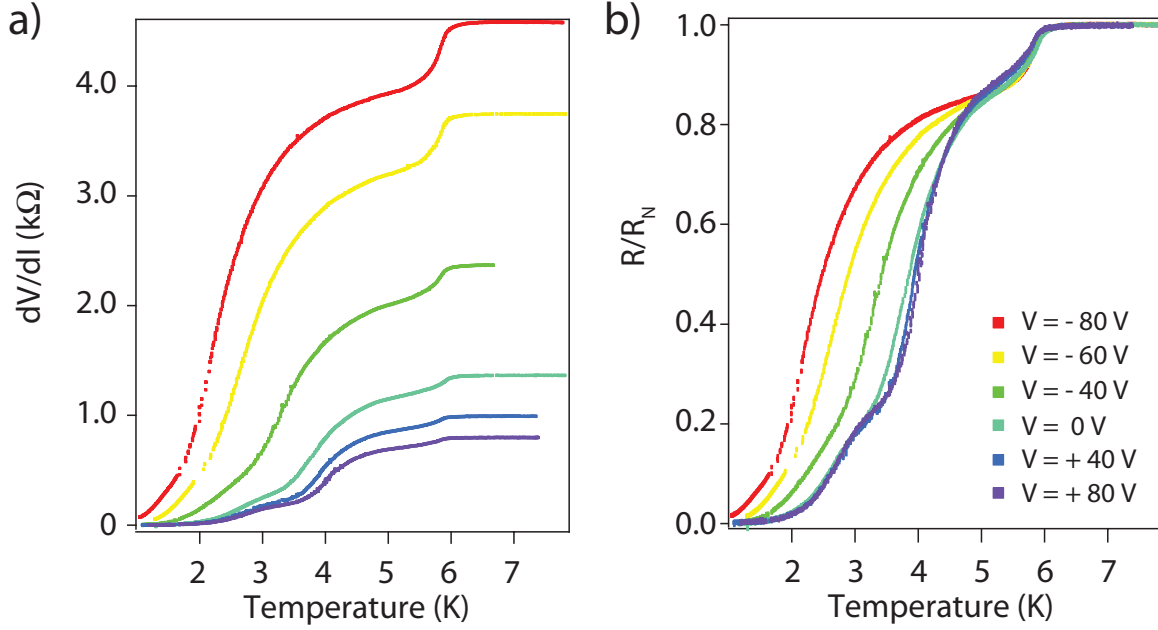 a)
dV/dI (kΩ)
4.0
3.0
2.0
1.0
0
2 3 4 5 6 7
Temperature (K)
b)
R/R_N
1.0
0.8
0.6
0.4
0.2
0.0
2 3 4 5 6 7
Temperature (K)
V = - 80 V
V = - 60 V
V = - 40 V
V = 0 V
V = + 40 V
V = + 80 V